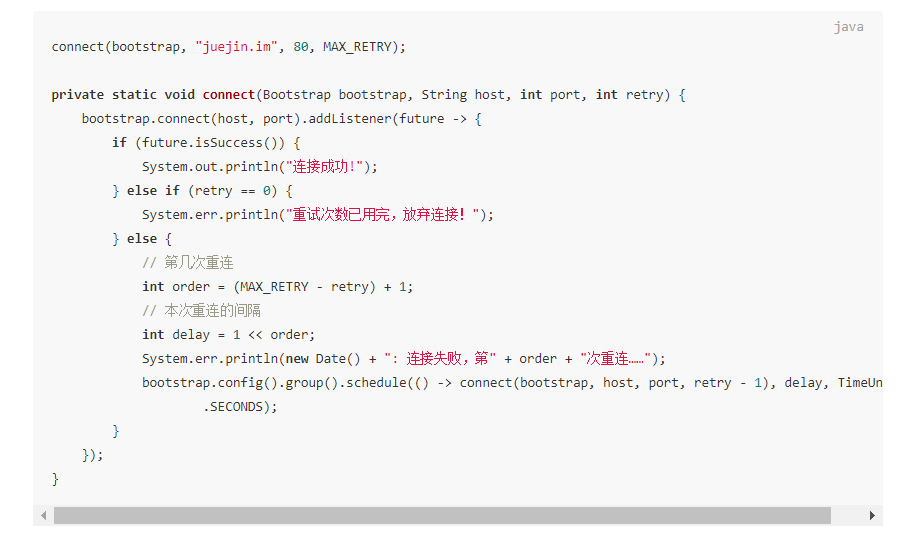 java
connect(bootstrap, "juejin.im", 80, MAX_RETRY);
private static void connect(Bootstrap bootstrap, String host, int port, int retry) {
    bootstrap.connect(host, port).addListener(future -> {
        if (future.isSuccess()) {
            System.out.println("连接成功!");
        } else if (retry == 0) {
            System.err.println("重试次数已用完，放弃连接！");
        } else {
            // 第几次重连
            int order = (MAX_RETRY - retry) + 1;
            // 本次重连的间隔
            int delay = 1 << order;
            System.err.println(new Date() + ": 连接失败，第" + order + "次重连……");
            bootstrap.config().group().schedule(() -> connect(bootstrap, host, port, retry - 1), delay, TimeUn
                    .SECONDS);
        }
    });
}